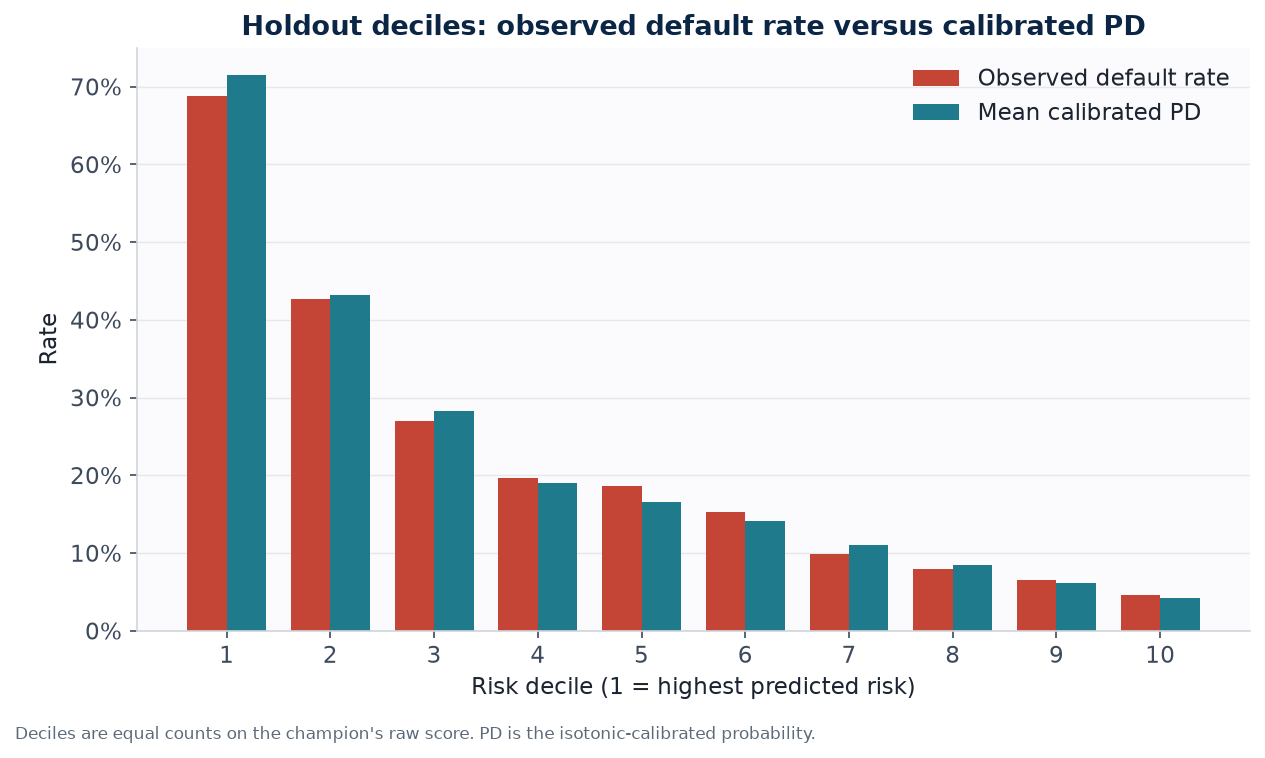 Holdout deciles: observed default rate versus calibrated PD
Observed default rate
Mean calibrated PD
70%
60%
50%
40%
30%
20%
10%
0%
Rate
1 2 3 4 5 6 7 8 9 10
Risk decile (1 = highest predicted risk)
Deciles are equal counts on the champion's raw score. PD is the isotonic-calibrated probability.